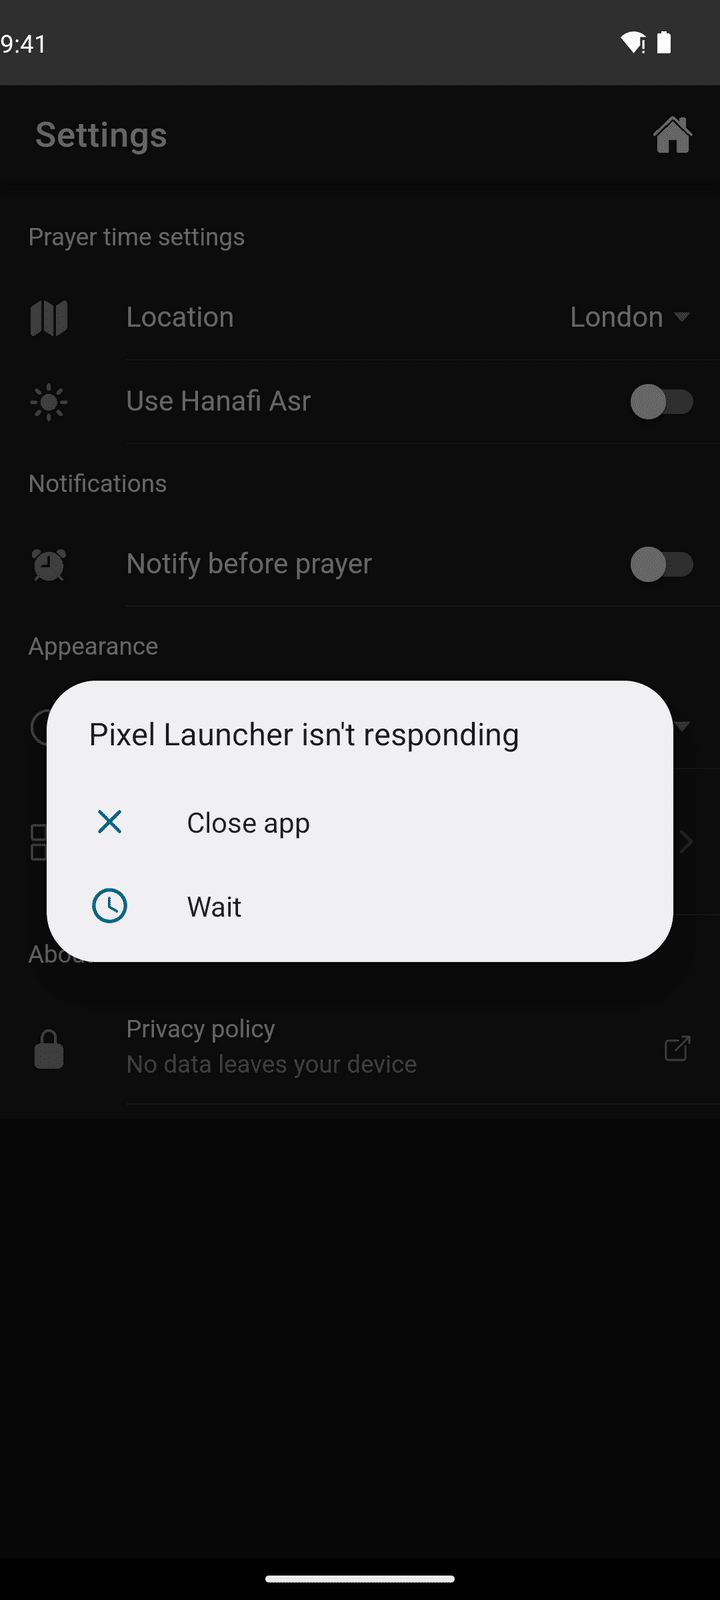 9:41
Settings
Prayer time settings
Location London
Use Hanafi Asr
Notifications
Notify before prayer
Appearance
Pixel Launcher isn't responding
Close app
Wait
Privacy policy
No data leaves your device